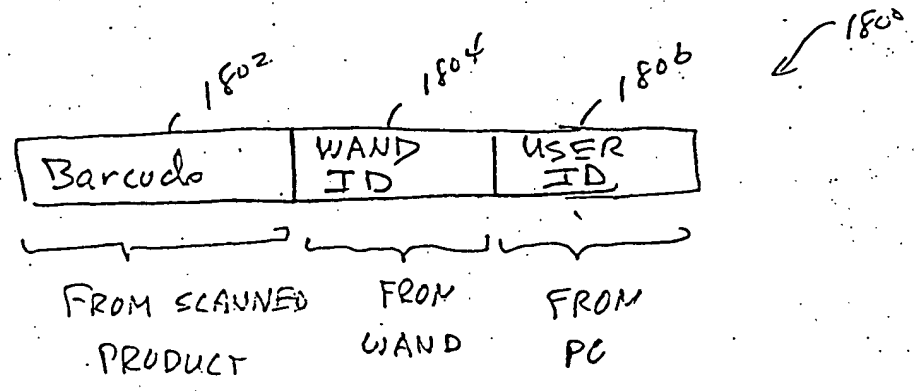 1800
1802 1804 1806
Barcode WAND USER
ID ID
FROM SCANNED FROM FROM
PRODUCT WAND PC